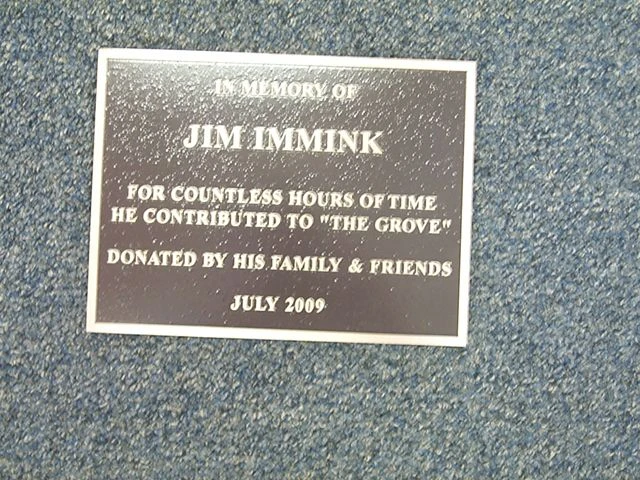 IN MEMORY OF
JIM IMMINK
FOR COUNTLESS HOURS OF TIME
HE CONTRIBUTED TO "THE GROVE"
DONATED BY HIS FAMILY & FRIENDS
JULY 2009